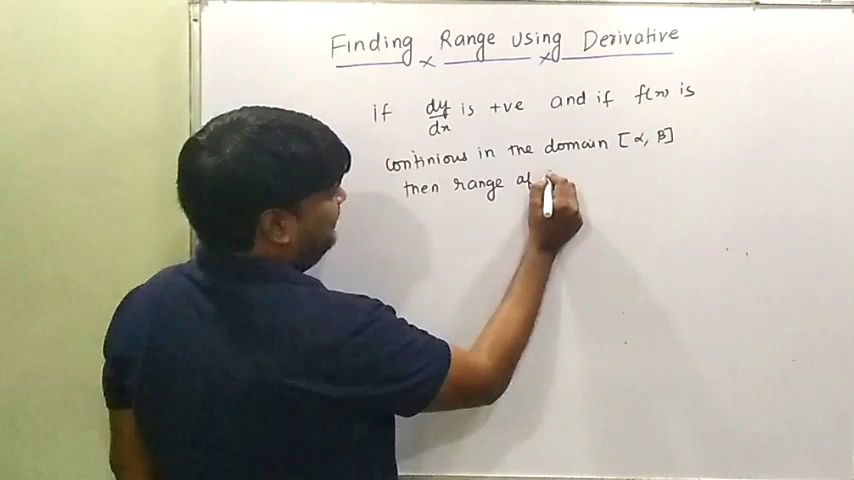 Finding Range using Derivative
if dy/dx is +ve and if f(x) is
continious in the domain [α, β]
then range of